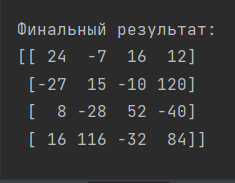 Финальный результат:
[[ 24  -7  16  12]
 [-27  15 -10 120]
 [  8 -28  52 -40]
 [ 16 116 -32  84]]